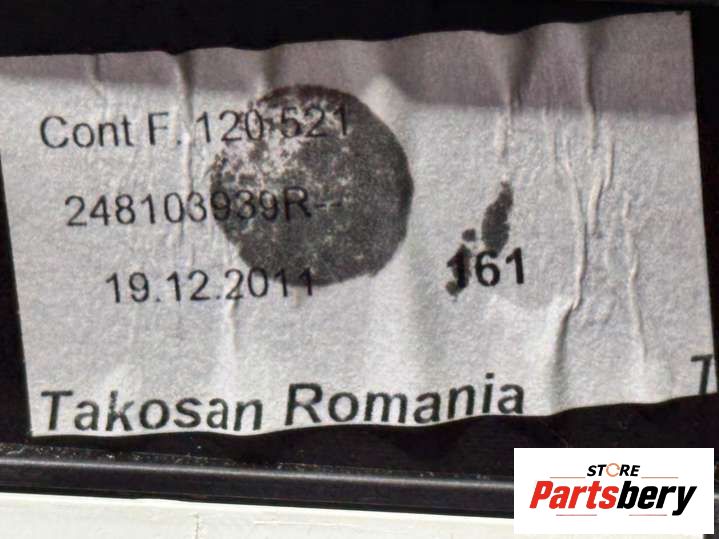 Cont F. 120.521
248103939R--
19.12.2011
161
Takosan Romania
T
STORE
Partsbery